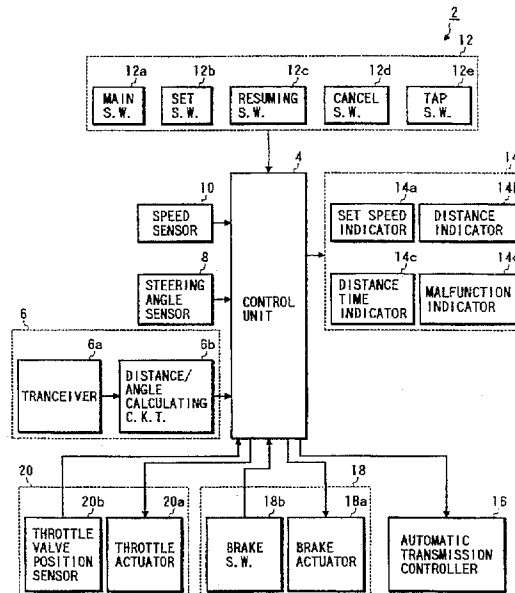 2
12
12a 12b 12c 12d 12e
MAIN S.W.
SET S.W.
RESUMING S.W.
CANCEL S.W.
TAP S.W.
4
CONTROL UNIT
10
SPEED SENSOR
8
STEERING ANGLE SENSOR
6
6a
TRANCEIVER
6b
DISTANCE/ ANGLE CALCULATING C.K.T.
14
14a
SET SPEED INDICATOR
DISTANCE INDICATOR
14c
DISTANCE TIME INDICATOR
MALFUNCTION INDICATOR
20
20b
THROTTLE VALVE POSITION SENSOR
20a
THROTTLE ACTUATOR
18
18b
BRAKE S.W.
18a
BRAKE ACTUATOR
16
AUTOMATIC TRANSMISSION CONTROLLER